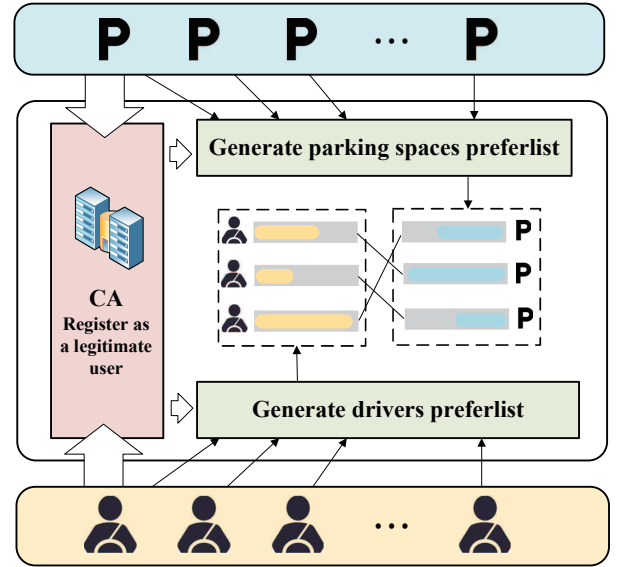 P P P ... P
Generate parking spaces preferlist
P
P
P
CA
Register as
a legitimate
user
Generate drivers preferlist
...